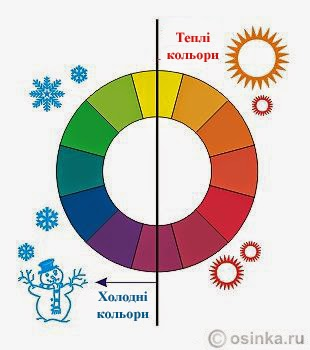 Теплі
кольори
Холодні
кольори
© osinka.ru